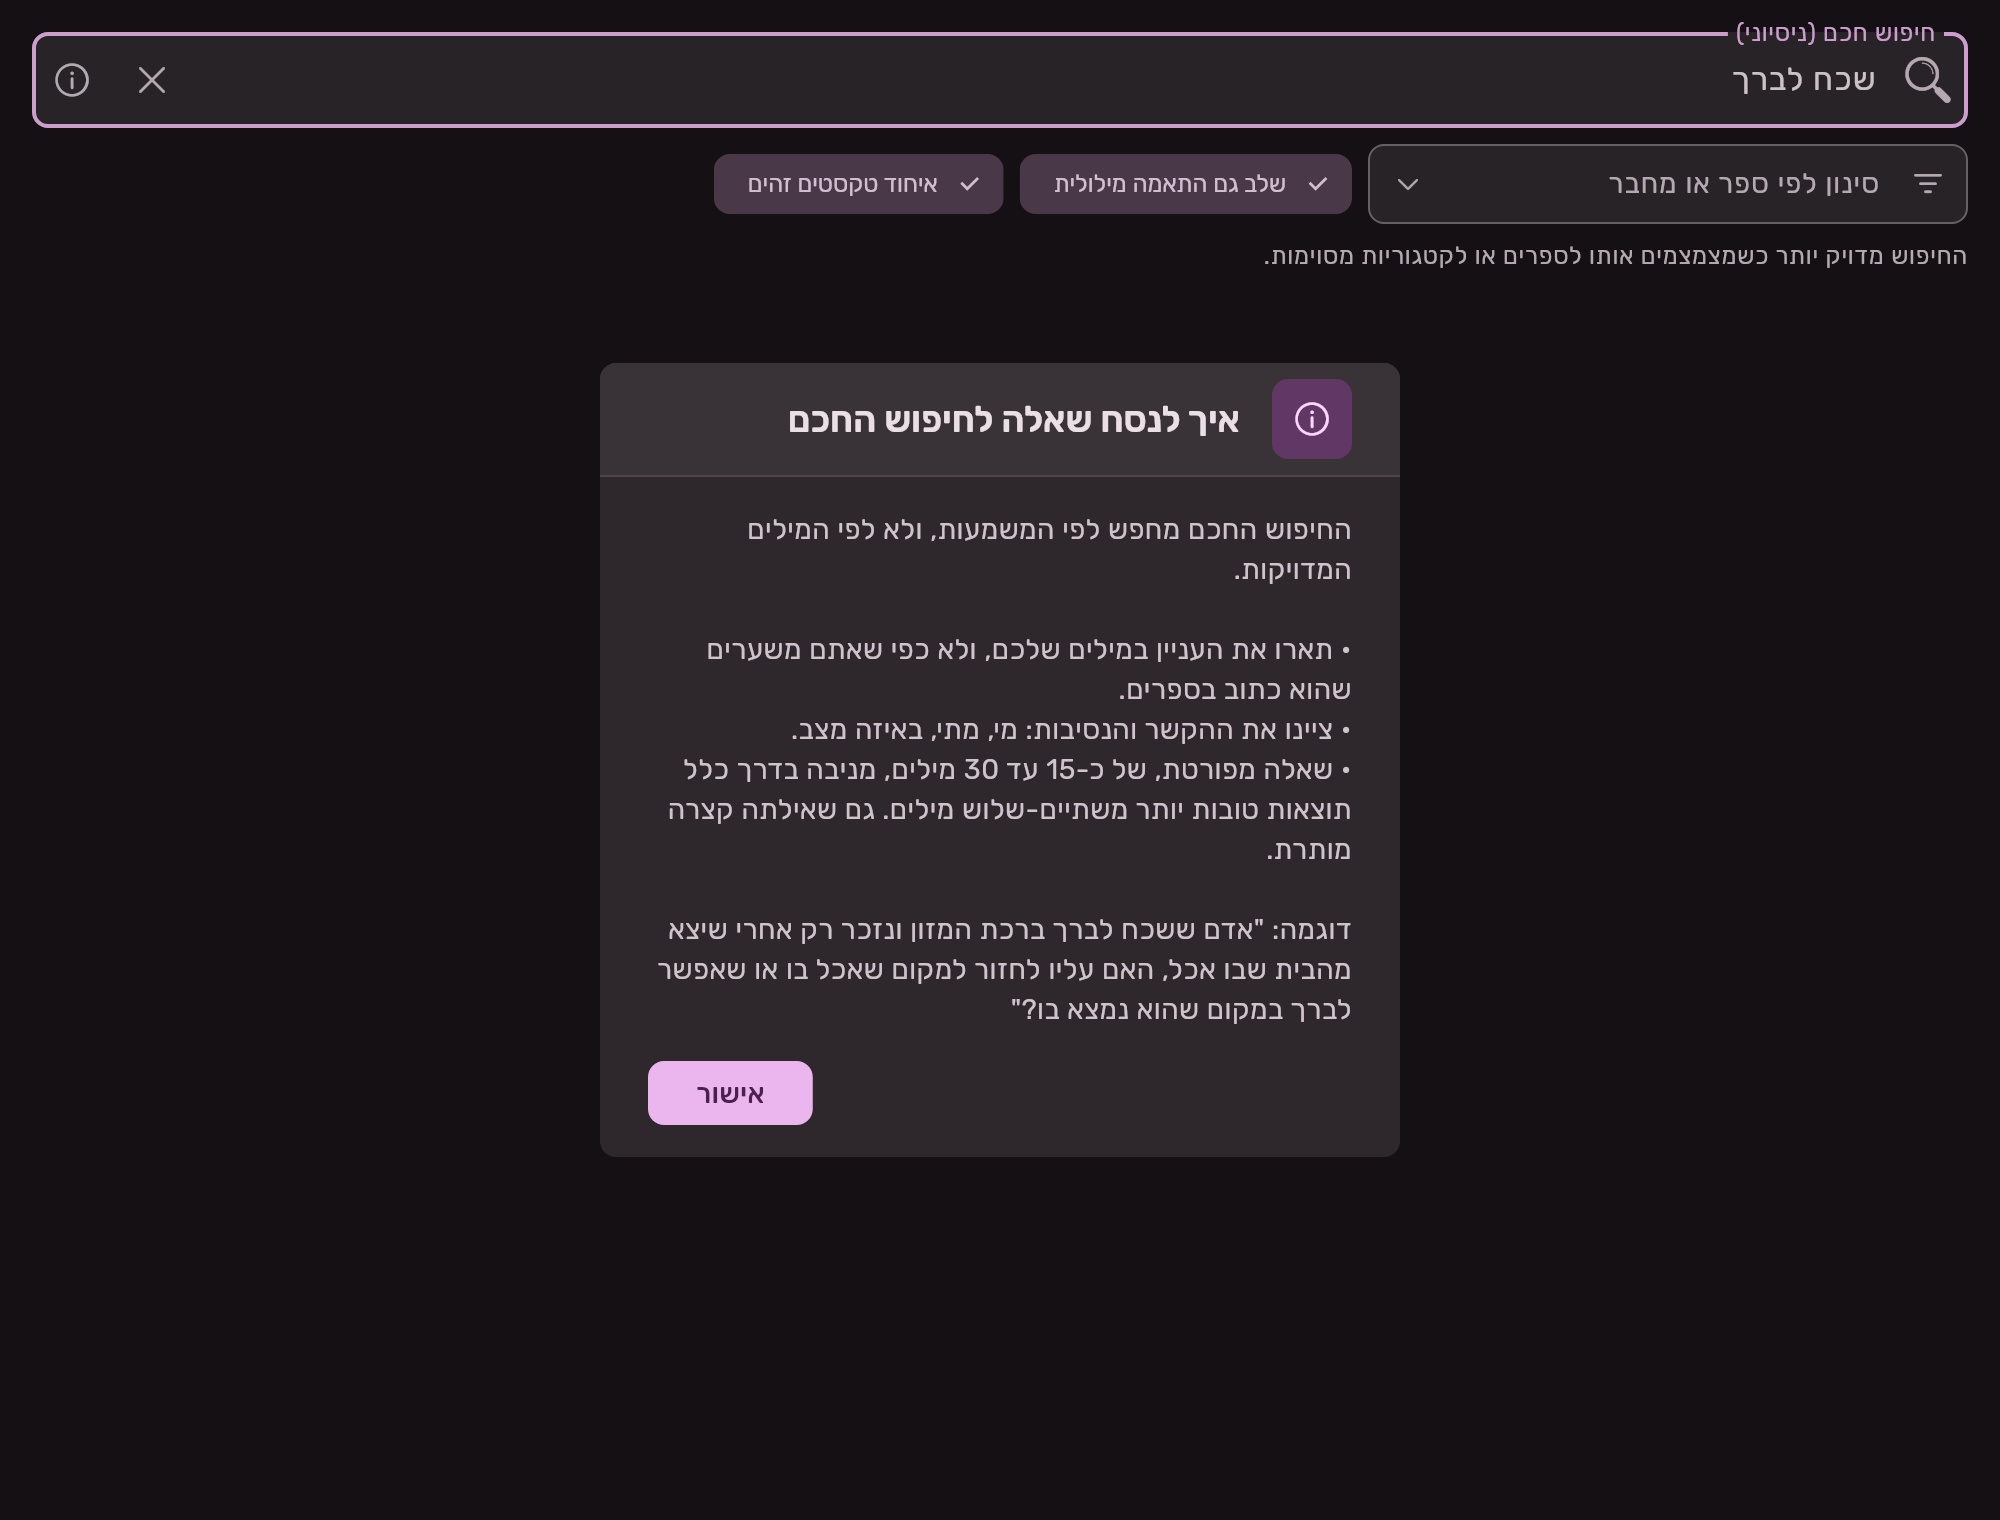 חיפוש חכם (ניסיוני)
שכח לברך
סינון לפי ספר או מחבר
שלב גם התאמה מילולית
איחוד טקסטים זהים
החיפוש מדויק יותר כשמצמצמים אותו לספרים או לקטגוריות מסוימות.
איך לנסח שאלה לחיפוש החכם
החיפוש החכם מחפש לפי המשמעות, ולא לפי המילים
המדויקות.
• תארו את העניין במילים שלכם, ולא כפי שאתם משערים
שהוא כתוב בספרים.
• ציינו את ההקשר והנסיבות: מי, מתי, באיזה מצב.
• שאלה מפורטת, של כ-15 עד 30 מילים, מניבה בדרך כלל
תוצאות טובות יותר משתיים-שלוש מילים. גם שאילתה קצרה
מותרת.
דוגמה: "אדם ששכח לברך ברכת המזון ונזכר רק אחרי שיצא
מהבית שבו אכל, האם עליו לחזור למקום שאכל בו או שאפשר
לברך במקום שהוא נמצא בו?"
אישור